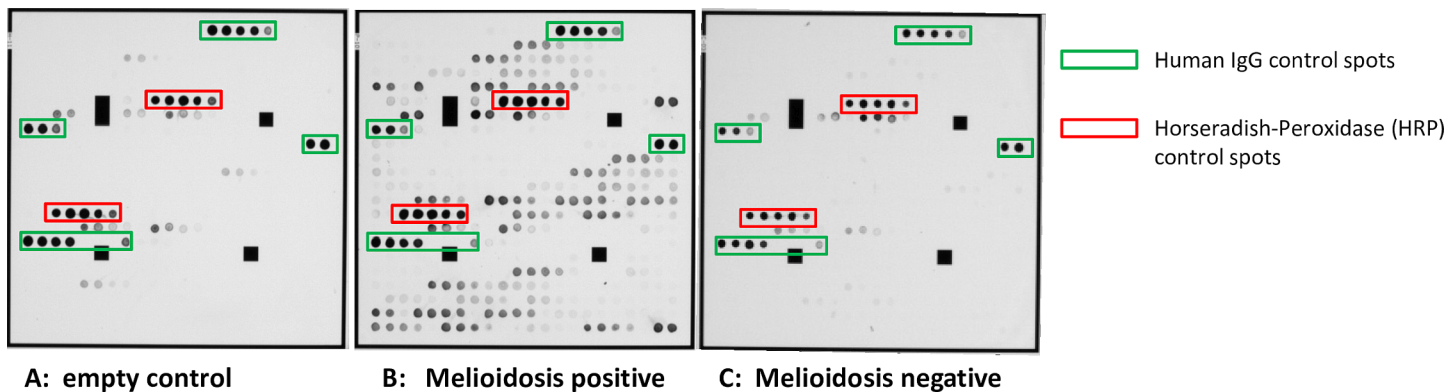 Human IgG control spots
Horseradish-Peroxidase (HRP)
control spots
A: empty control
B: Melioidosis positive
C: Melioidosis negative